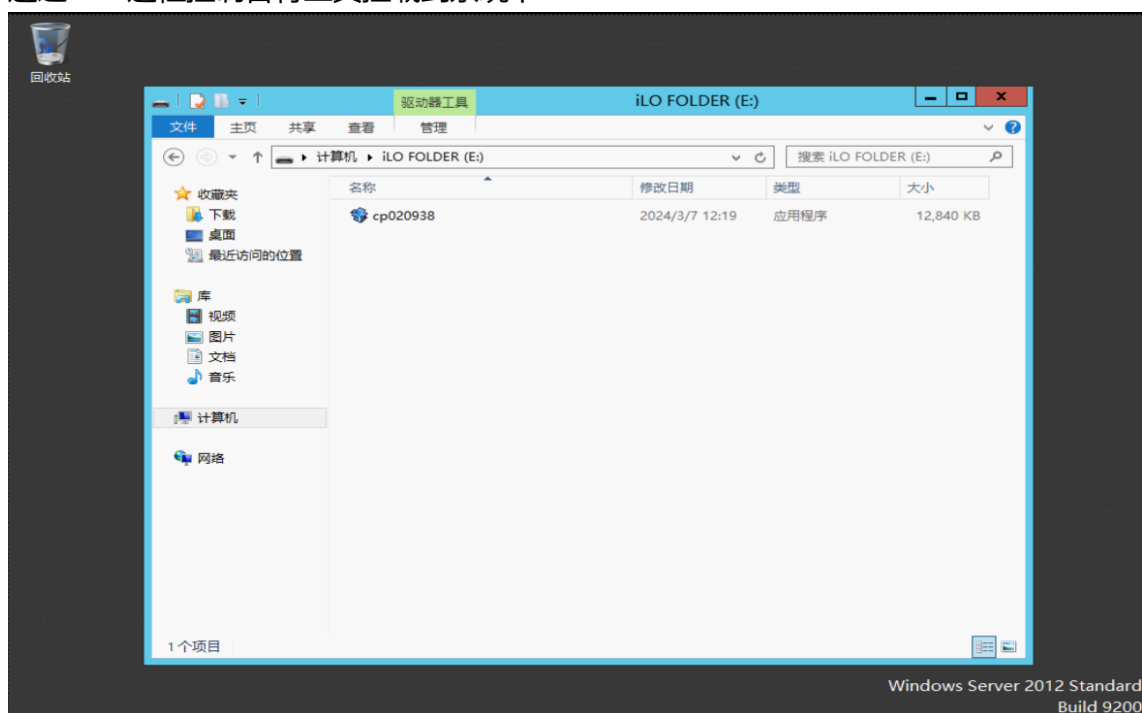 回收站
驱动器工具
iLO FOLDER (E:)
文件 主页 共享 查看 管理
计算机 iLO FOLDER (E:)
搜索 iLO FOLDER (E:)
名称 修改日期 类型 大小
收藏夹
下载
桌面
最近访问的位置
库
视频
图片
文档
音乐
计算机
网络
cp020938 2024/3/7 12:19 应用程序 12,840 KB
1 个项目
Windows Server 2012 Standard
Build 9200